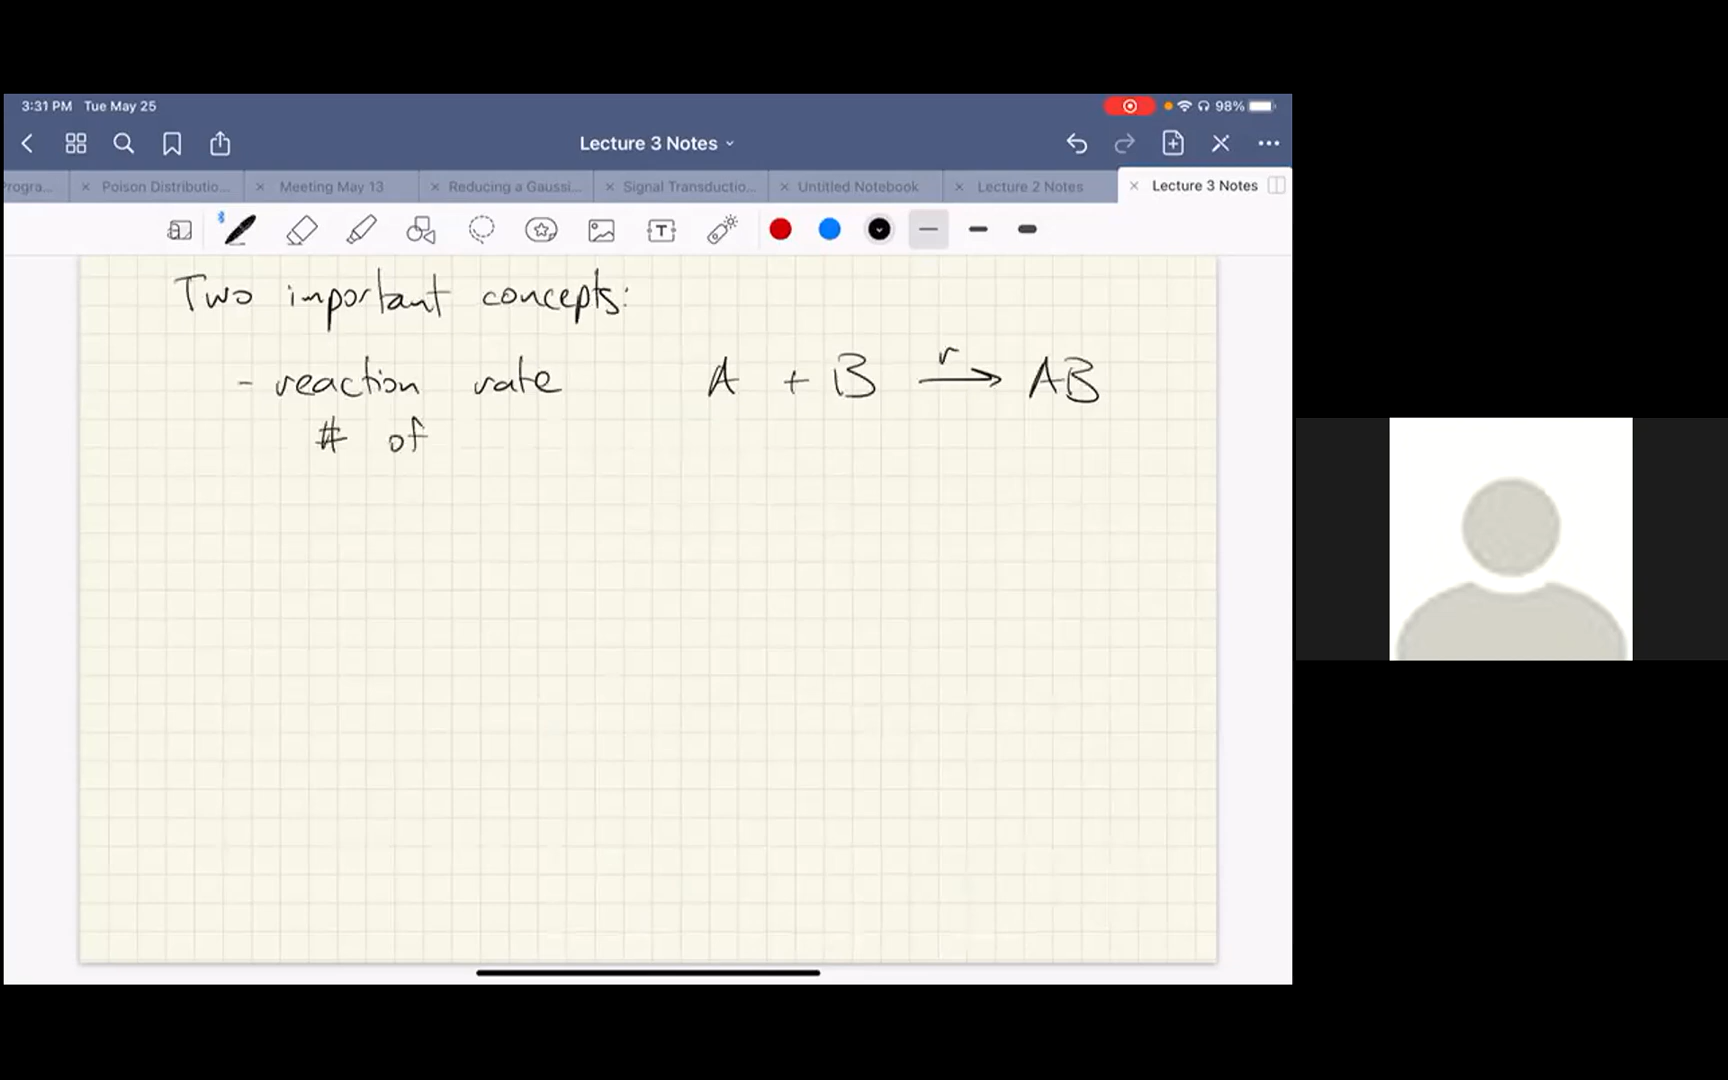 3:31 PM Tue May 25
98%
Lecture 3 Notes
Progra...
Poison Distributio...
Meeting May 13
Reducing a Gaussi...
Signal Transductio...
Untitled Notebook
Lecture 2 Notes
Lecture 3 Notes
T
Two important concepts:
- reaction rate A + B r→ AB
# of